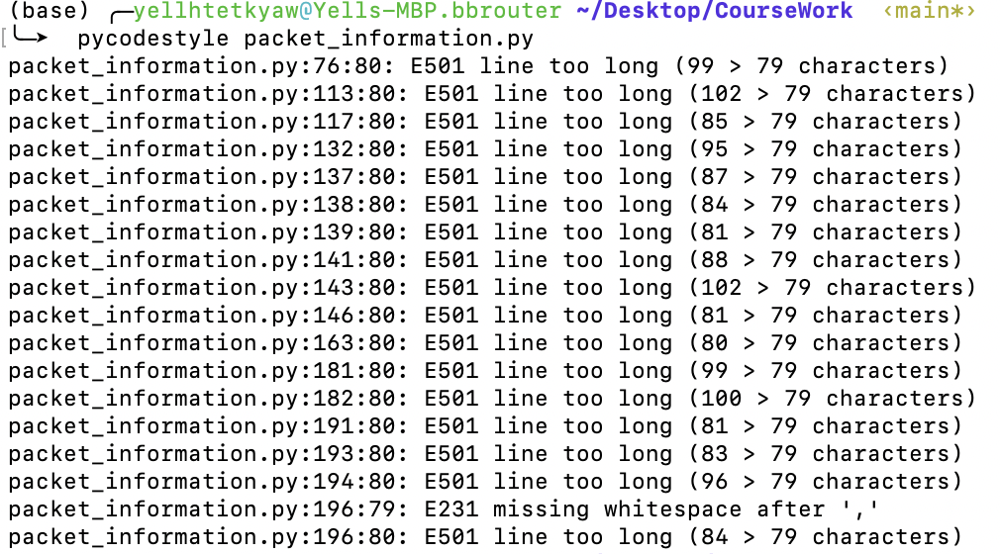 (base) ╭─yellhtetkyaw@Yells-MBP.bbrouter ~/Desktop/CourseWork ‹main*›
╰─➤ pycodestyle packet_information.py
packet_information.py:76:80: E501 line too long (99 > 79 characters)
packet_information.py:113:80: E501 line too long (102 > 79 characters)
packet_information.py:117:80: E501 line too long (85 > 79 characters)
packet_information.py:132:80: E501 line too long (95 > 79 characters)
packet_information.py:137:80: E501 line too long (87 > 79 characters)
packet_information.py:138:80: E501 line too long (84 > 79 characters)
packet_information.py:139:80: E501 line too long (81 > 79 characters)
packet_information.py:141:80: E501 line too long (88 > 79 characters)
packet_information.py:143:80: E501 line too long (102 > 79 characters)
packet_information.py:146:80: E501 line too long (81 > 79 characters)
packet_information.py:163:80: E501 line too long (80 > 79 characters)
packet_information.py:181:80: E501 line too long (99 > 79 characters)
packet_information.py:182:80: E501 line too long (100 > 79 characters)
packet_information.py:191:80: E501 line too long (81 > 79 characters)
packet_information.py:193:80: E501 line too long (83 > 79 characters)
packet_information.py:194:80: E501 line too long (96 > 79 characters)
packet_information.py:196:79: E231 missing whitespace after ','
packet_information.py:196:80: E501 line too long (84 > 79 characters)